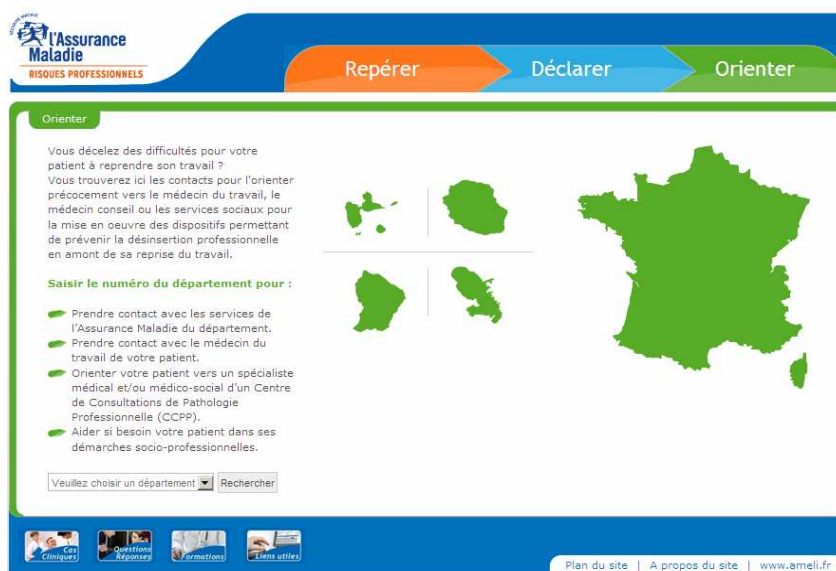 SÉCURITÉ SOCIALE
l'Assurance
Maladie
RISQUES PROFESSIONNELS
Repérer
Déclarer
Orienter
Orienter
Vous décelez des difficultés pour votre
patient à reprendre son travail ?
Vous trouverez ici les contacts pour l'orienter
précocement vers le médecin du travail, le
médecin conseil ou les services sociaux pour
la mise en oeuvre des dispositifs permettant
de prévenir la désinsertion professionnelle
en amont de sa reprise du travail.
Saisir le numéro du département pour :
Prendre contact avec les services de
l'Assurance Maladie du département.
Prendre contact avec le médecin du
travail de votre patient.
Orienter votre patient vers un spécialiste
médical et/ou médico-social d'un Centre
de Consultations de Pathologie
Professionnelle (CCPP).
Aider si besoin votre patient dans ses
démarches socio-professionnelles.
Veuillez choisir un département
Rechercher
Cas
Cliniques
Questions
Réponses
Formations
Liens utiles
Plan du site | A propos du site | www.ameli.fr